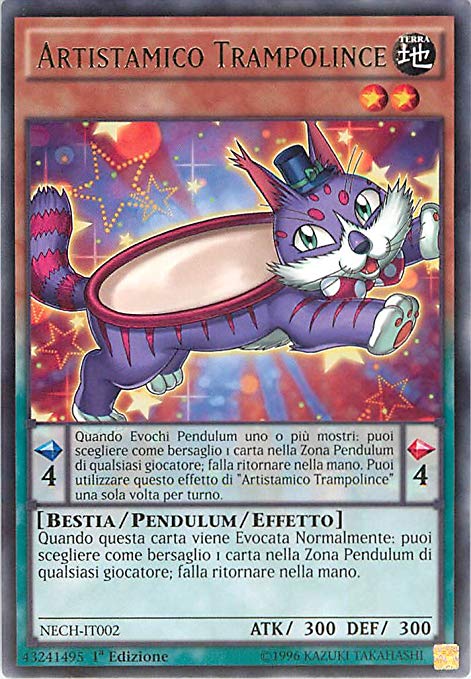 Artistamico Trampolince
TERRA
地
Quando Evochi Pendulum uno o più mostri: puoi
scegliere come bersaglio 1 carta nella Zona Pendulum
di qualsiasi giocatore; falla ritornare nella mano. Puoi
utilizzare questo effetto di "Artistamico Trampolince"
una sola volta per turno.
4
4
[Bestia/Pendulum/Effetto]
Quando questa carta viene Evocata Normalmente: puoi
scegliere come bersaglio 1 carta nella Zona Pendulum di
qualsiasi giocatore; falla ritornare nella mano.
NECH-IT002
ATK/ 300 DEF/ 300
43241495 1ª Edizione
©1996 KAZUKI TAKAHASHI